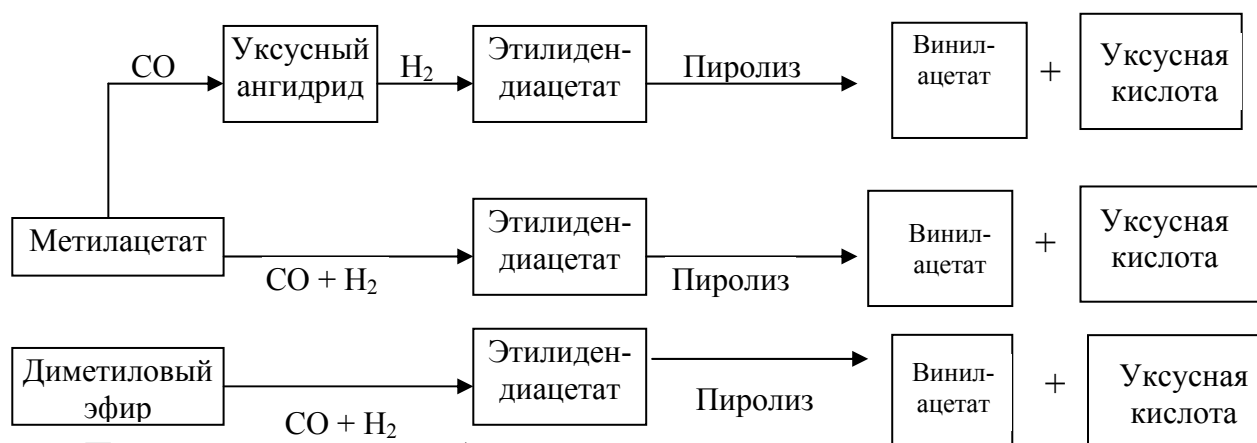 CO
Уксусный
ангидрид
H₂
Этилиден-
диацетат
Пиролиз
Винил-
ацетат
+
Уксусная
кислота
Метилацетат
CO + H₂
Этилиден-
диацетат
Пиролиз
Винил-
ацетат
+
Уксусная
кислота
Диметиловый
эфир
CO + H₂
Этилиден-
диацетат
Пиролиз
Винил-
ацетат
+
Уксусная
кислота